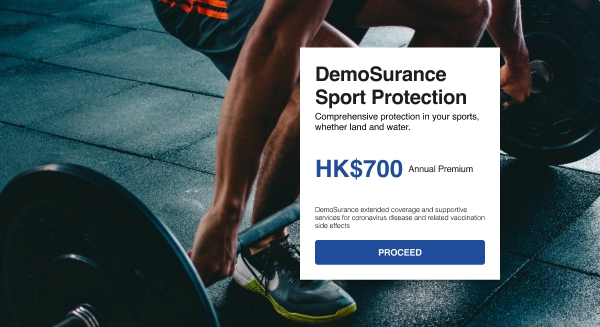 DemoSurance
Sport Protection
Comprehensive protection in your sports,
whether land and water.
HK$700 Annual Premium
DemoSurance extended coverage and supportive
services for coronavirus disease and related vaccination
side effects
PROCEED